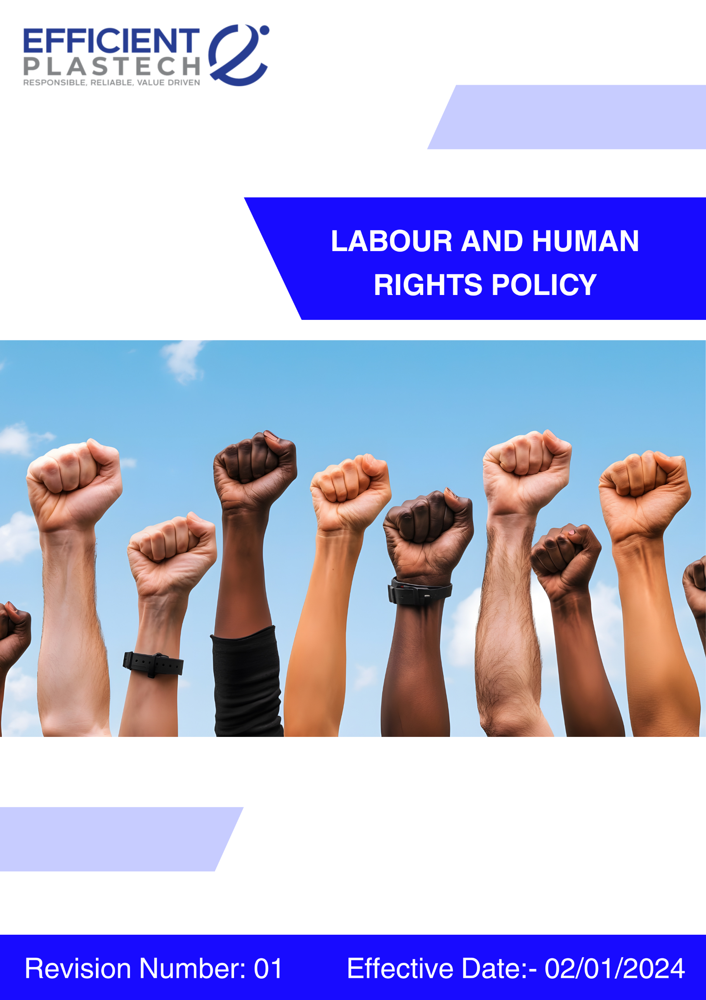 EFFICIENT
PLASTECH
RESPONSIBLE, RELIABLE, VALUE DRIVEN
LABOUR AND HUMAN
RIGHTS POLICY
Revision Number: 01
Effective Date:- 02/01/2024